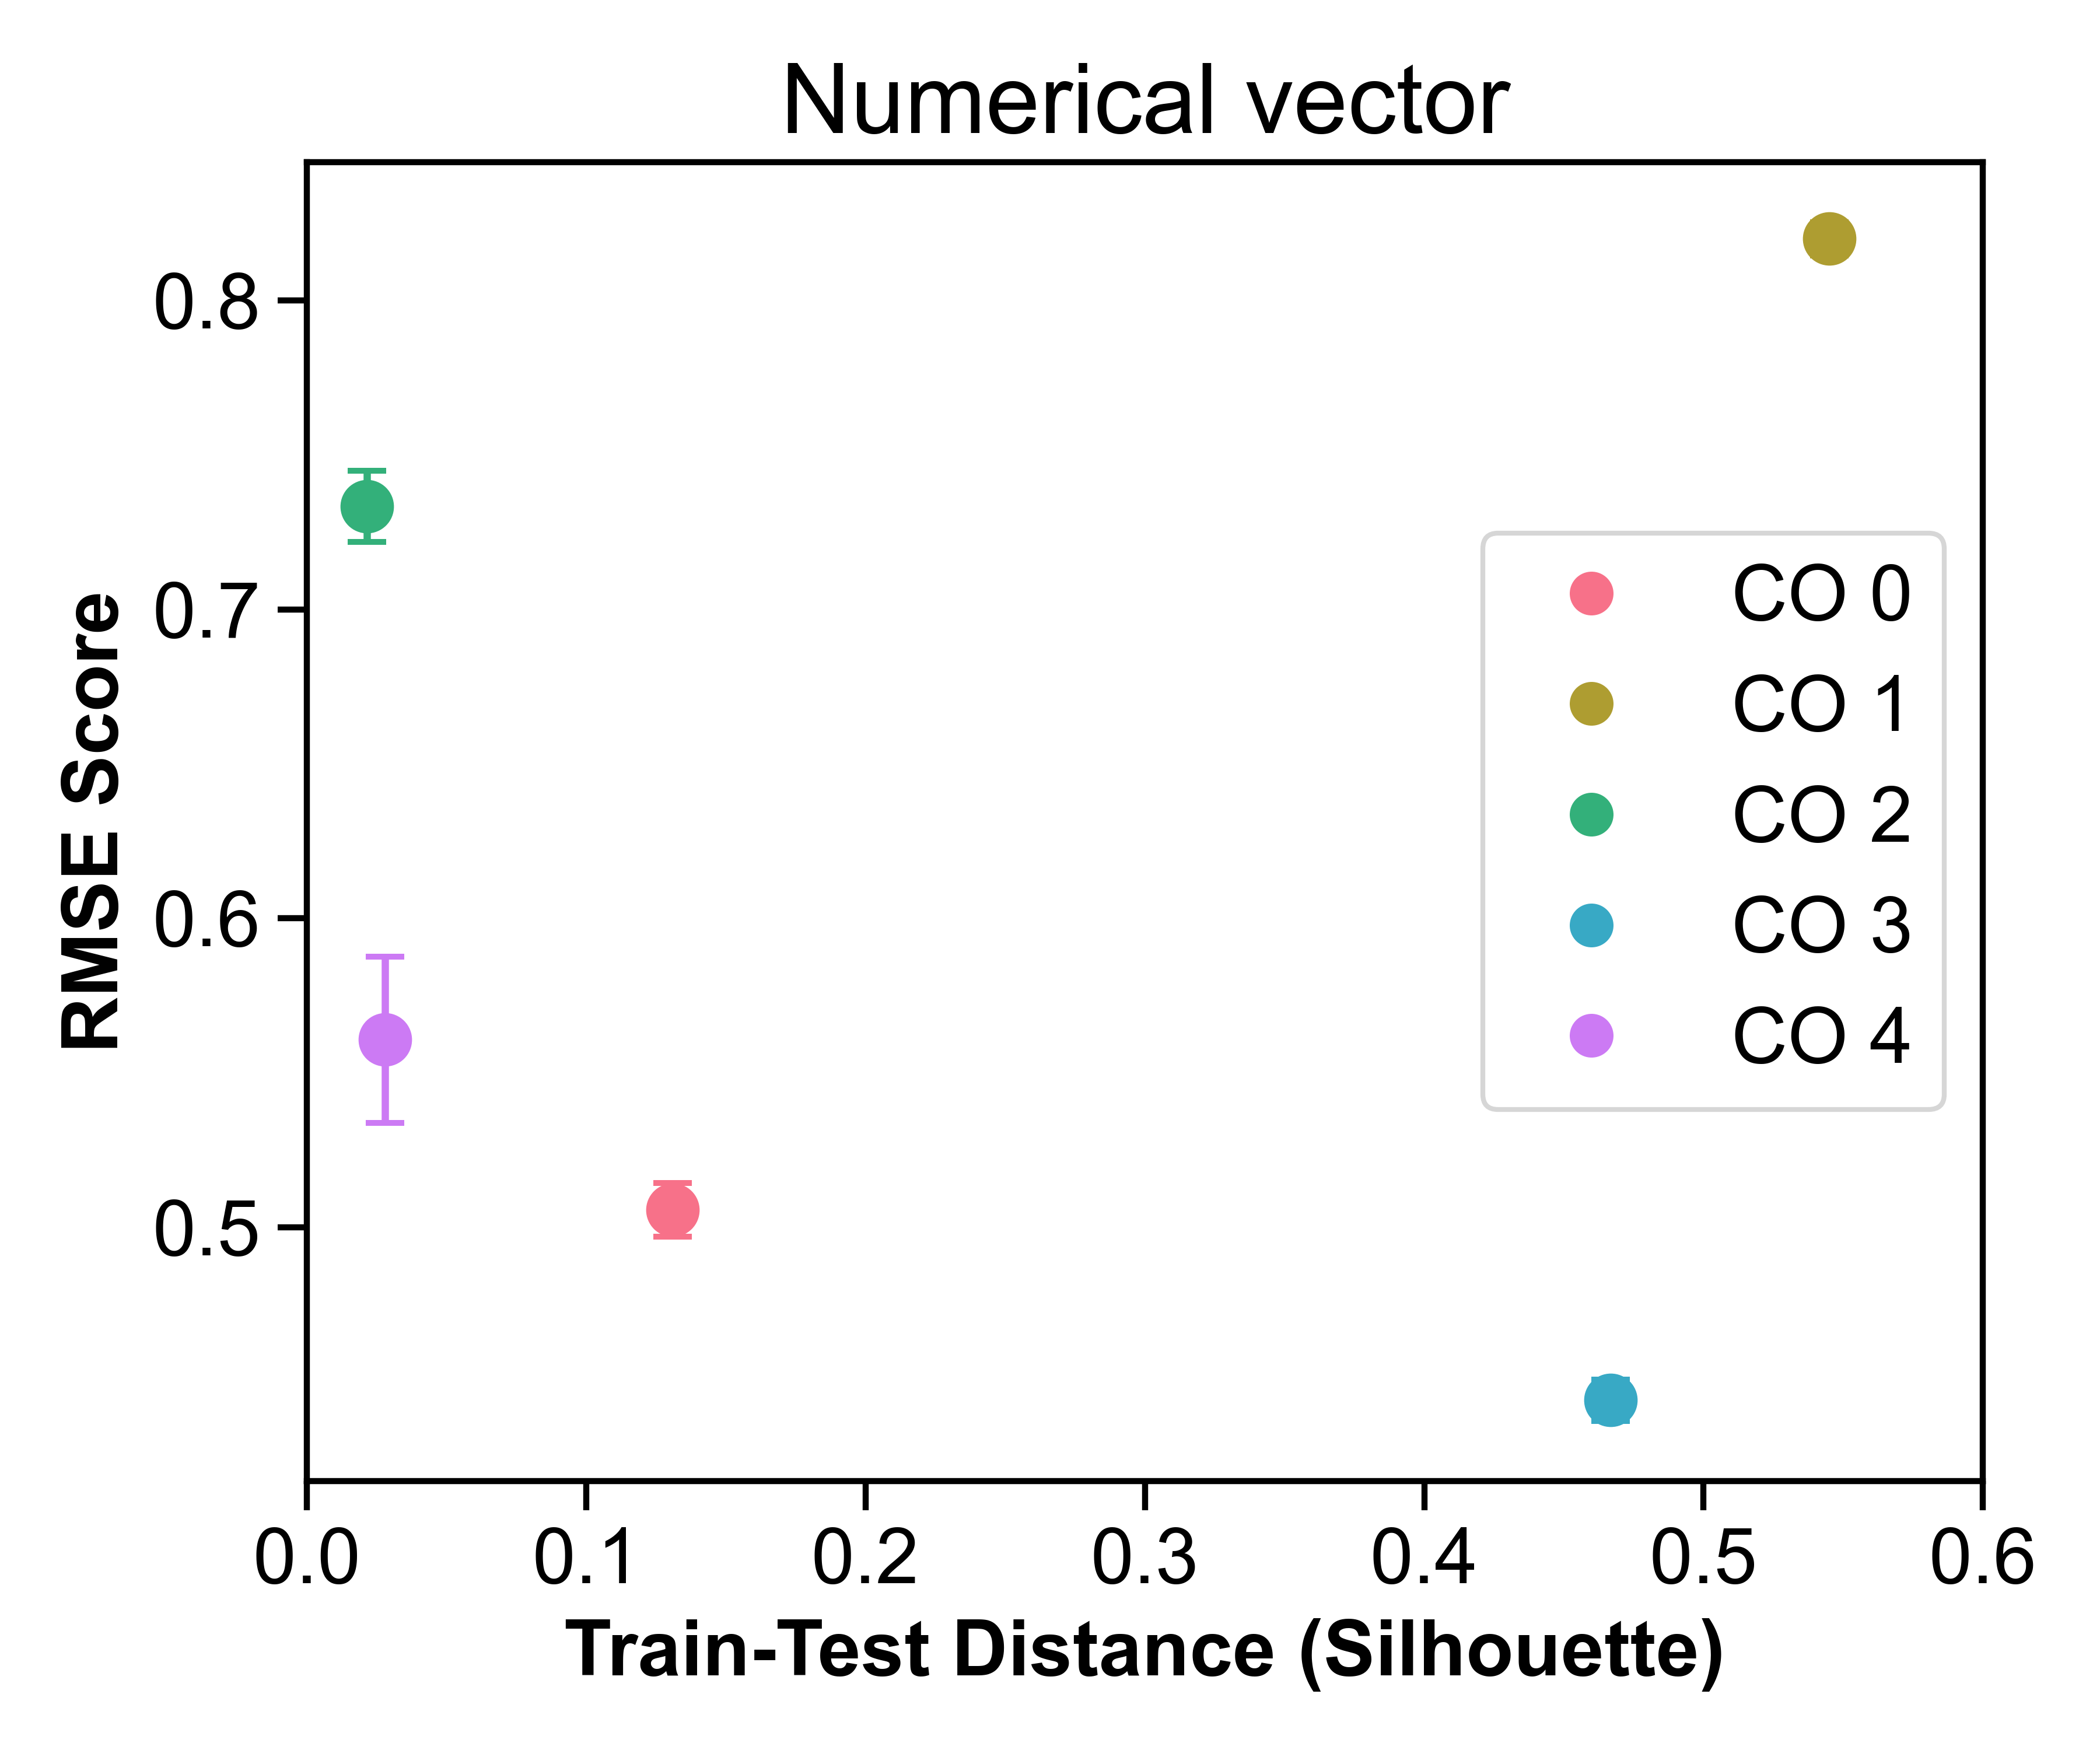 Numerical vector
RMSE Score
0.8
0.7
0.6
0.5
CO 0
CO 1
CO 2
CO 3
CO 4
0.0 0.1 0.2 0.3 0.4 0.5 0.6
Train-Test Distance (Silhouette)